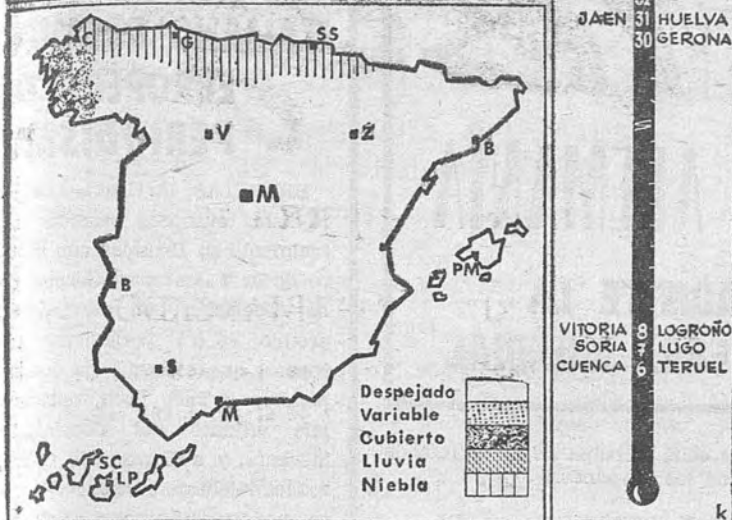 JAEN 31 HUELVA
30 GERONA
C
G
SS
V
Z
B
M
PM
B
VITORIA 8 LOGROÑO
SORIA 7 LUGO
CUENCA 6 TERUEL
S
M
Despejado
Variable
Cubierto
Lluvia
Niebla
SC
LP
k